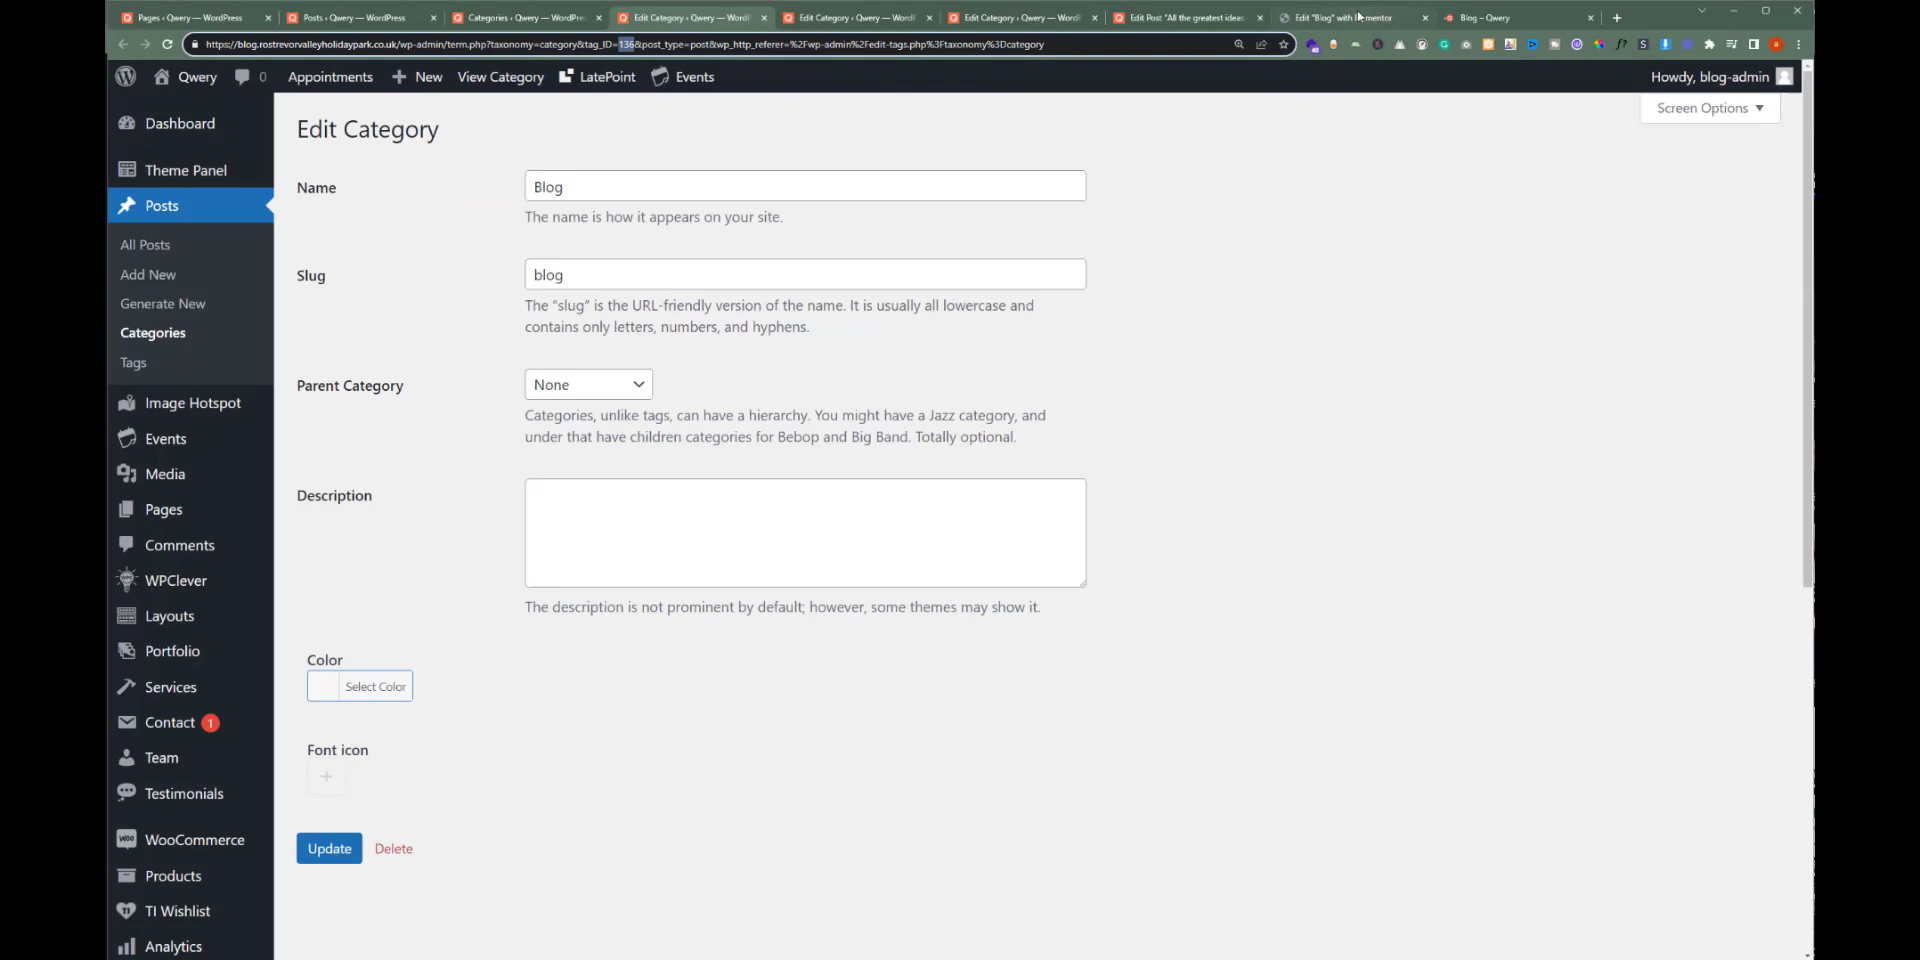 Pages ‹ Qwery — WordPress
Posts ‹ Qwery — WordPress
Categories ‹ Qwery — WordPre
Edit Category ‹ Qwery — Word
Edit Category ‹ Qwery — WordP
Edit Category ‹ Qwery — WordP
Edit Post "All the greatest ideas
Edit "Blog" with Elementor
Blog – Qwery
https://blog.rostrevorvalleyholidaypark.co.uk/wp-admin/term.php?taxonomy=category&tag_ID=136&post_type=post&wp_http_referer=%2Fwp-admin%2Fedit-tags.php%3Ftaxonomy%3Dcategory
Qwery
0
Appointments
New
View Category
LatePoint
Events
Howdy, blog-admin
Screen Options
Dashboard
Theme Panel
Posts
All Posts
Add New
Generate New
Categories
Tags
Image Hotspot
Events
Media
Pages
Comments
WPClever
Layouts
Portfolio
Services
Contact 1
Team
Testimonials
WooCommerce
Products
TI Wishlist
Analytics
Edit Category
Name
Blog
The name is how it appears on your site.
Slug
blog
The “slug” is the URL-friendly version of the name. It is usually all lowercase and
contains only letters, numbers, and hyphens.
Parent Category
None
Categories, unlike tags, can have a hierarchy. You might have a Jazz category, and
under that have children categories for Bebop and Big Band. Totally optional.
Description
The description is not prominent by default; however, some themes may show it.
Color
Select Color
Font icon
Update
Delete